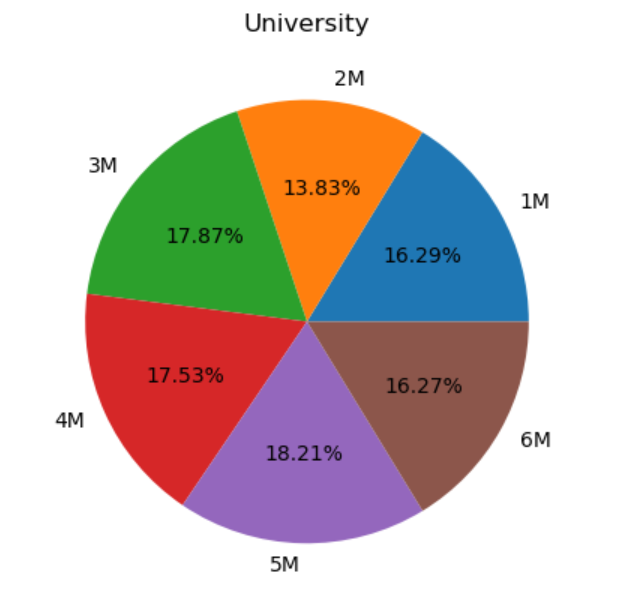 University
2M
3M
13.83%
1M
17.87%
16.29%
17.53%
16.27%
4M
18.21%
6M
5M